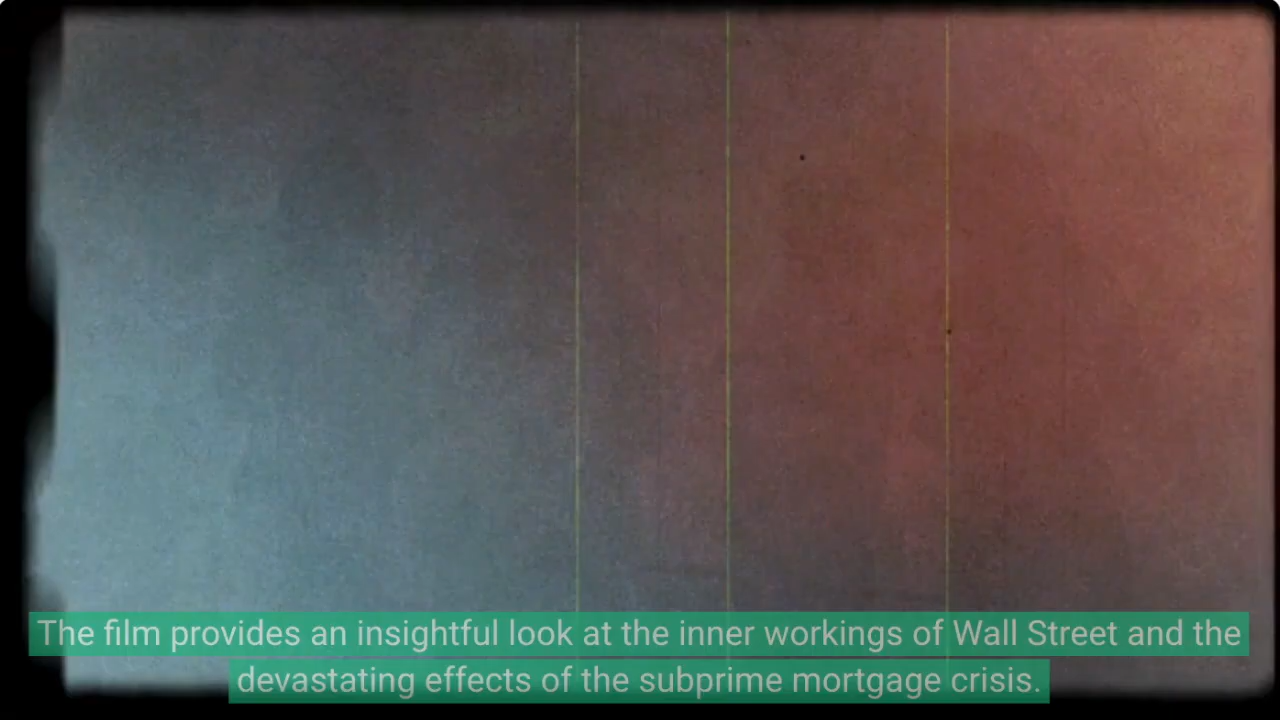 The film provides an insightful look at the inner workings of Wall Street and the
devastating effects of the subprime mortgage crisis.